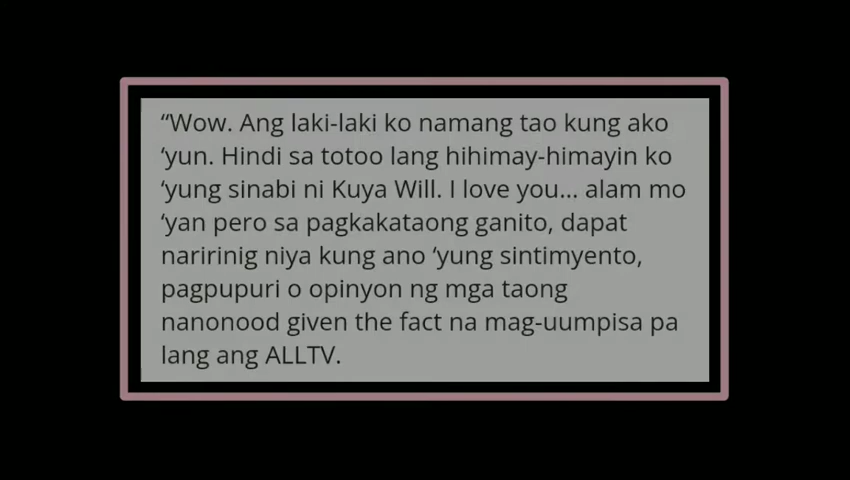 “Wow. Ang laki-laki ko namang tao kung ako
‘yun. Hindi sa totoo lang hihimay-himayin ko
‘yung sinabi ni Kuya Will. I love you... alam mo
‘yan pero sa pagkakataong ganito, dapat
naririnig niya kung ano ‘yung sintimyento,
pagpupuri o opinyon ng mga taong
nanonood given the fact na mag-uumpisa pa
lang ang ALLTV.